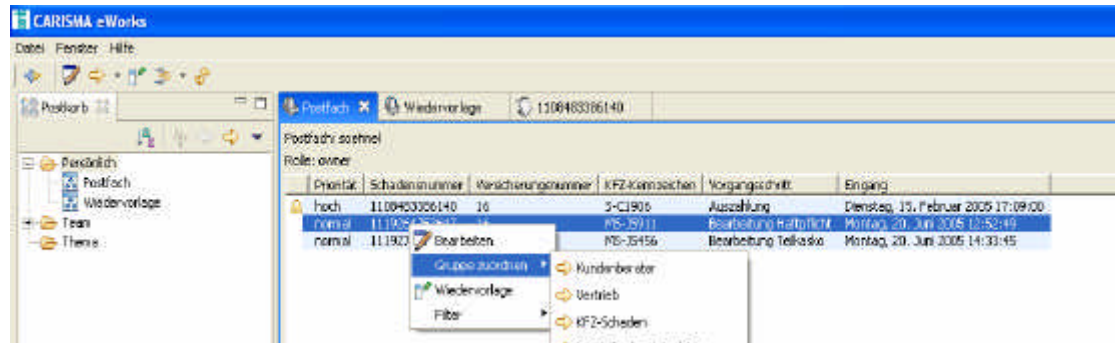 CARISMA eWorks
Datei Fenster Hilfe
Postkorb
Postfach Wiedervorlage 1108483386140
Postfach: soehnel
Rolle: owner
Persönlich
Postfach
Wiedervorlage
Team
Thema
Priorität Schadensnummer Versicherungsnummer KFZ-Kennzeichen Vorgangsschritt Eingang
hoch 1108483386140 16 S-C1906 Auszahlung Dienstag, 15. Februar 2005 17:09:00
normal 16 MS-JS911 Bearbeitung Haftpflicht Montag, 20. Juni 2005 12:52:49
normal MS-JS456 Bearbeitung Teilkasko Montag, 20. Juni 2005 14:33:45
Bearbeiten
Gruppe zuordnen
Wiedervorlage
Filter
Kundenberater
Vertrieb
KFZ-Schaden